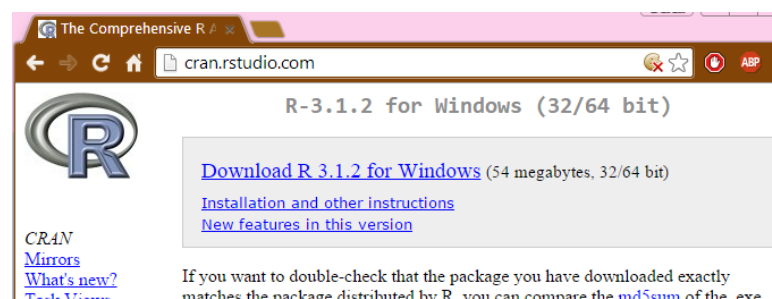 The Comprehensive R A
cran.rstudio.com
ABP
R
R-3.1.2 for Windows (32/64 bit)
Download R 3.1.2 for Windows (54 megabytes, 32/64 bit)
Installation and other instructions
New features in this version
CRAN
Mirrors
What's new?
Task Views
If you want to double-check that the package you have downloaded exactly
matches the package distributed by R, you can compare the md5sum of the .exe